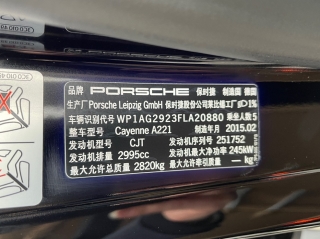 品牌 PORSCHE 保时捷 制造国 德国
生产厂 Porsche Leipzig GmbH 保时捷股份公司莱比锡工厂 1%
车辆识别代号 WP1AG2923FLA20880 乘坐人数 5
整车型号 Cayenne A221 制造年月 2015.02
发动机型号 CJT 发动机序列号 251752
发动机排量 2995cc 发动机最大净功率 245kW
最大允许总质量 2820kg 最大允许牵引质量 — kg